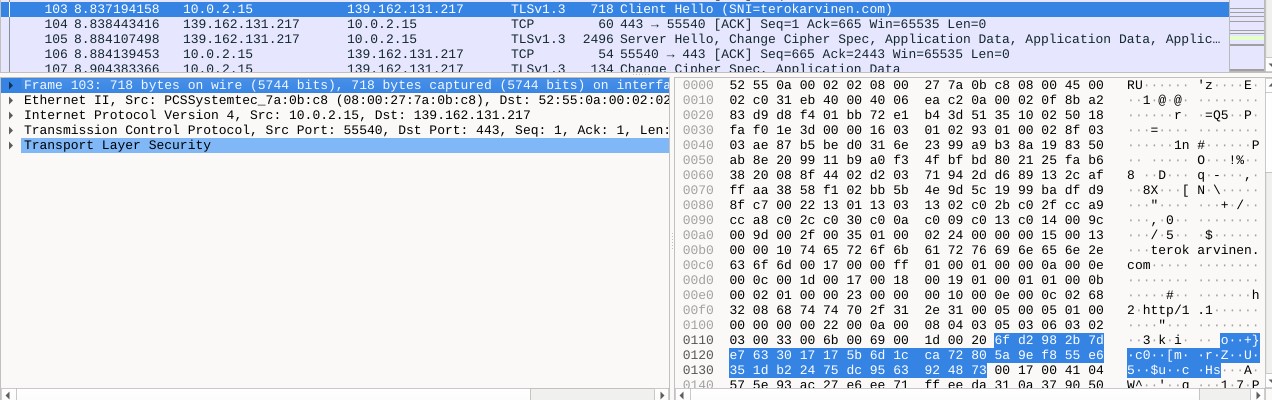 103 8.837194158 10.0.2.15 139.162.131.217 TLSv1.3 718 Client Hello (SNI=terokarvinen.com)
104 8.838443416 139.162.131.217 10.0.2.15 TCP 60 443 → 55540 [ACK] Seq=1 Ack=665 Win=65535 Len=0
105 8.884107498 139.162.131.217 10.0.2.15 TLSv1.3 2496 Server Hello, Change Cipher Spec, Application Data, Application Data, Applic…
106 8.884139453 10.0.2.15 139.162.131.217 TCP 54 55540 → 443 [ACK] Seq=665 Ack=2443 Win=65535 Len=0
107 8.904383366 10.0.2.15 139.162.131.217 TLSv1.3 134 Change Cipher Spec, Application Data
Frame 103: 718 bytes on wire (5744 bits), 718 bytes captured (5744 bits) on interfa
Ethernet II, Src: PCSSystemtec_7a:0b:c8 (08:00:27:7a:0b:c8), Dst: 52:55:0a:00:02:02
Internet Protocol Version 4, Src: 10.0.2.15, Dst: 139.162.131.217
Transmission Control Protocol, Src Port: 55540, Dst Port: 443, Seq: 1, Ack: 1, Len:
Transport Layer Security
0000 52 55 0a 00 02 02 08 00 27 7a 0b c8 08 00 45 00 RU······ 'z····E·
0010 02 c0 31 eb 40 00 40 06 ea c2 0a 00 02 0f 8b a2 ··1·@·@· ········
0020 83 d9 d8 f4 01 bb 72 e1 b4 3d 51 35 10 02 50 18 ······r· ·=Q5··P·
0030 fa f0 1e 3d 00 00 16 03 01 02 93 01 00 02 8f 03 ···=···· ········
0040 03 ae 87 b5 be d0 31 6e 23 99 a9 b3 8a 19 83 50 ······1n #······P
0050 ab 8e 20 99 11 b9 a0 f3 4f bf bd 80 21 25 fa b6 ·· ····· O···!%··
0060 38 20 08 8f 44 02 d2 03 71 94 2d d6 89 13 2c af 8 ··D··· q·-···,·
0070 ff aa 38 58 f1 02 bb 5b 4e 9d 5c 19 99 ba df d9 ··8X···[ N·\·····
0080 8f c7 00 22 13 01 13 03 13 02 c0 2b c0 2f cc a9 ···"···· ···+·/··
0090 cc a8 c0 2c c0 30 c0 0a c0 09 c0 13 c0 14 00 9c ···,·0·· ········
00a0 00 9d 00 2f 00 35 01 00 02 24 00 00 00 15 00 13 ···/·5·· ·$······
00b0 00 00 10 74 65 72 6f 6b 61 72 76 69 6e 65 6e 2e ···terok arvinen.
00c0 63 6f 6d 00 17 00 00 ff 01 00 01 00 00 0a 00 0e com····· ········
00d0 00 0c 00 1d 00 17 00 18 00 19 01 00 01 01 00 0b ········ ········
00e0 00 02 01 00 00 23 00 00 00 10 00 0e 00 0c 02 68 ·····#·· ·······h
00f0 32 08 68 74 74 70 2f 31 2e 31 00 05 00 05 01 00 2·http/1 .1······
0100 00 00 00 00 22 00 0a 00 08 04 03 05 03 06 03 02 ····"··· ········
0110 03 00 33 00 6b 00 69 00 1d 00 20 6f d2 98 2b 7d ··3·k·i· ·· o··+}
0120 e7 63 30 17 17 5b 6d 1c ca 72 80 5a 9e f8 55 e6 ·c0··[m· ·r·Z··U·
0130 35 1d b2 24 75 dc 95 63 92 48 73 00 17 00 41 04 5··$u··c ·Hs···A·
0140 57 5e 93 ac 27 e6 ee 71 ff ee da 31 0a 37 90 50 W^··'··q ···1·7·P